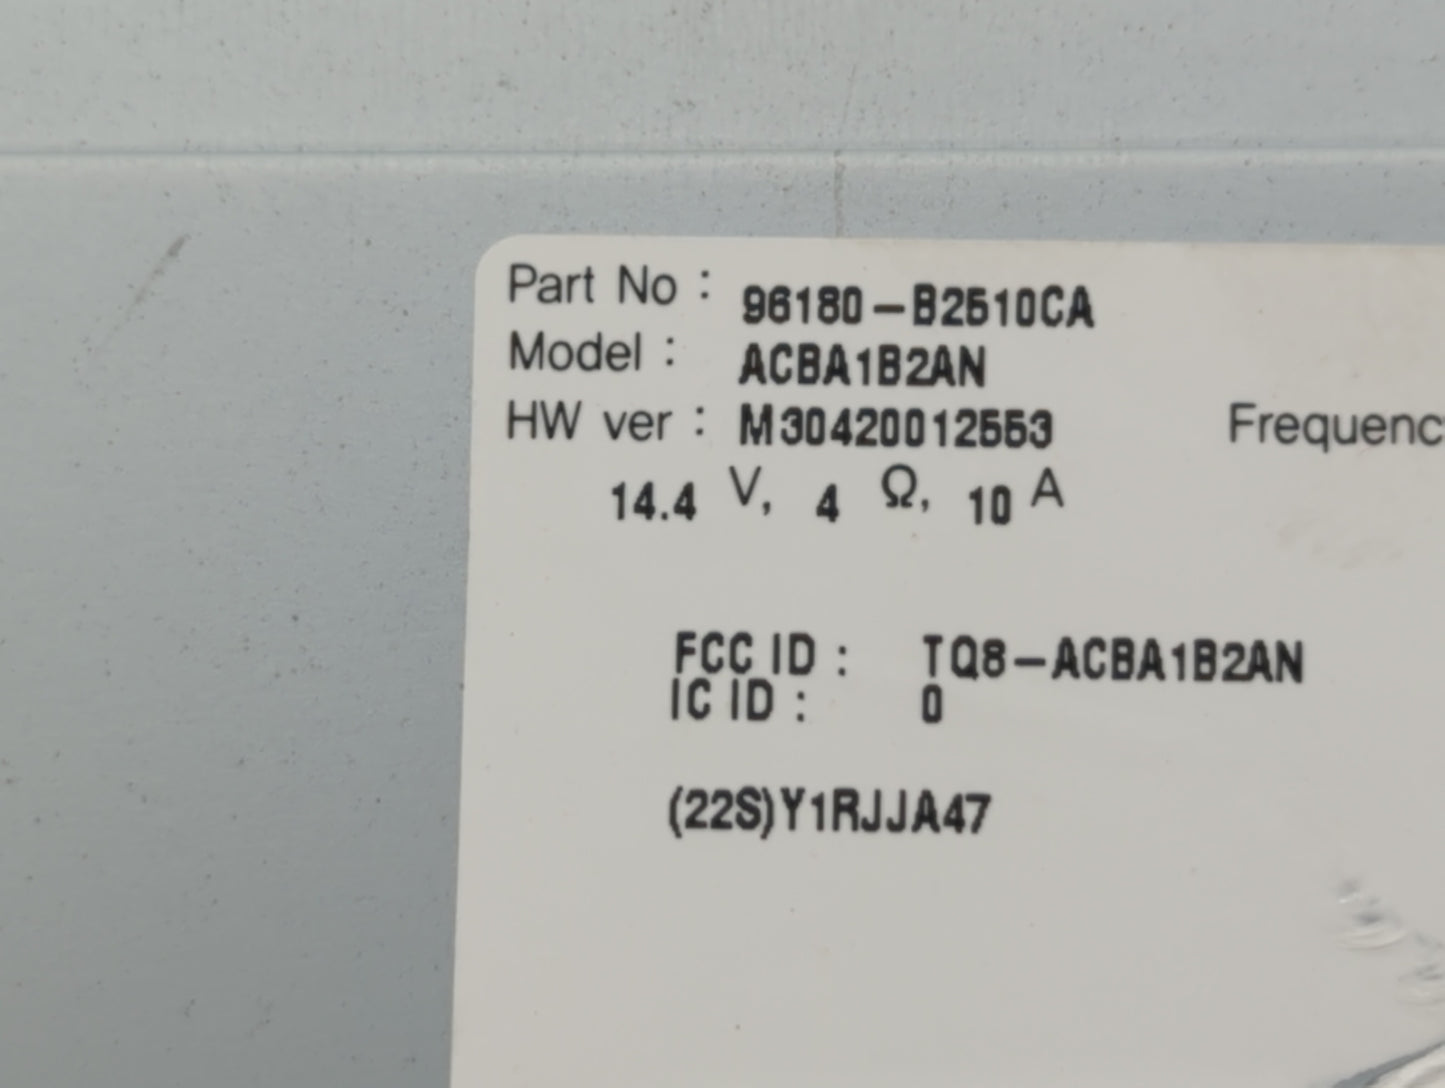 Part No : 96180-B2510CA
Model : ACBA1B2AN
HW ver : M30420012553 Frequenc
14.4 V, 4 Ω, 10 A
FCC ID : TQ8-ACBA1B2AN
IC ID : 0
(22S)Y1RJJA47